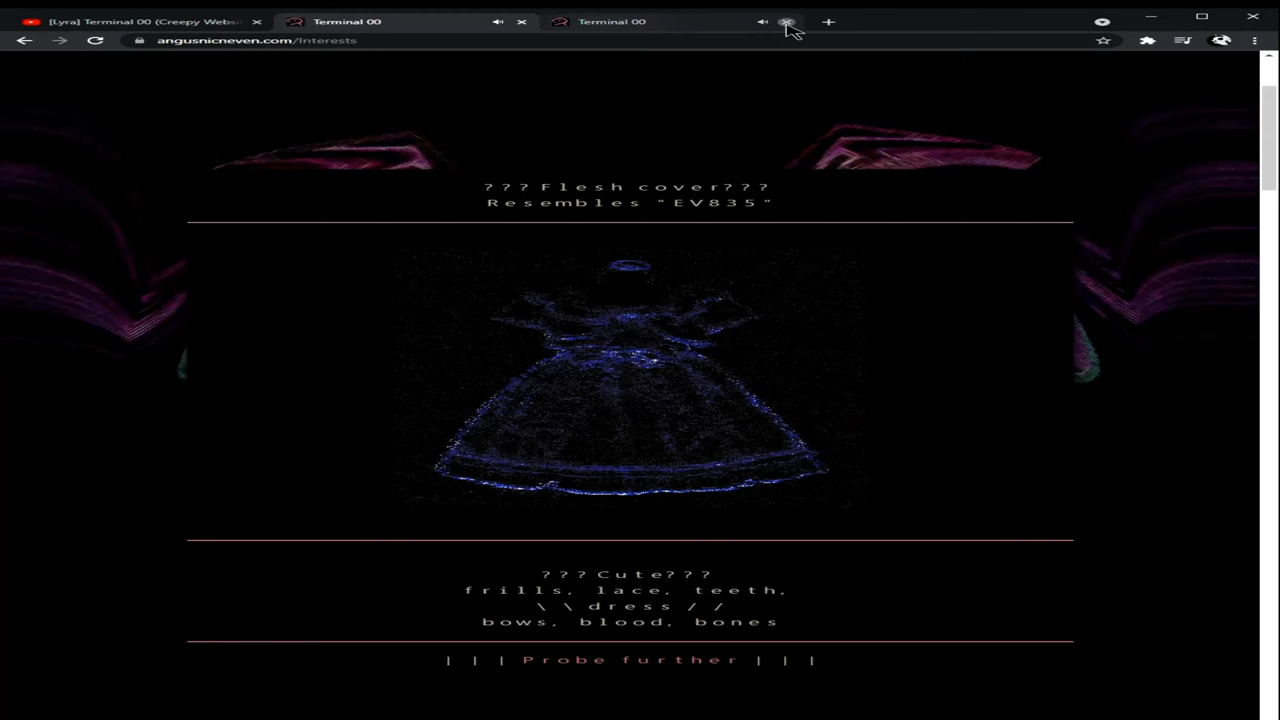 [Lyra] Terminal 00 (Creepy Websi
Terminal 00
Terminal 00
angusnicneven.com/Interests
???Flesh cover???
Resembles "EV835"
???Cute???
frills, lace, teeth,
\ \ dress / /
bows, blood, bones
| | | Probe further | | |